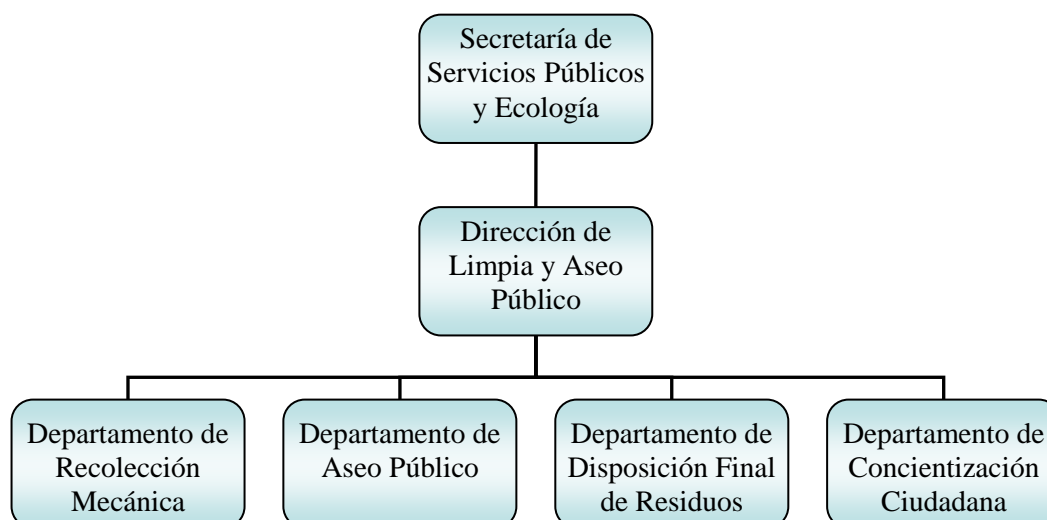 Secretaría de
Servicios Públicos
y Ecología
Dirección de
Limpia y Aseo
Público
Departamento de
Recolección
Mecánica
Departamento de
Aseo Público
Departamento de
Disposición Final
de Residuos
Departamento de
Concientización
Ciudadana